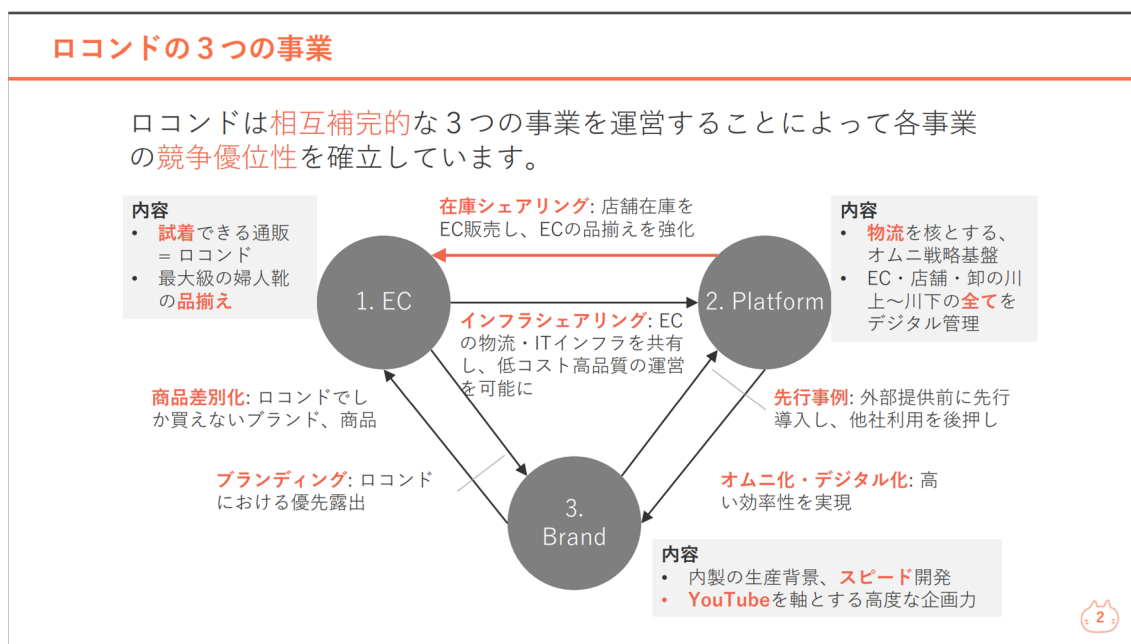 ロコンドの３つの事業
ロコンドは相互補完的な３つの事業を運営することによって各事業
の競争優位性を確立しています。
内容
• 試着できる通販
= ロコンド
• 最大級の婦人靴
の品揃え
在庫シェアリング: 店舗在庫を
EC販売し、ECの品揃えを強化
内容
• 物流を核とする、
オムニ戦略基盤
• EC・店舗・卸の川
上～川下の全てを
デジタル管理
1. EC
2. Platform
インフラシェアリング: EC
の物流・ITインフラを共有
し、低コスト高品質の運営
を可能に
商品差別化: ロコンドでし
か買えないブランド、商品
先行事例: 外部提供前に先行
導入し、他社利用を後押し
ブランディング: ロコンド
における優先露出
オムニ化・デジタル化: 高
い効率性を実現
3.
Brand
内容
• 内製の生産背景、スピード開発
• YouTubeを軸とする高度な企画力
2